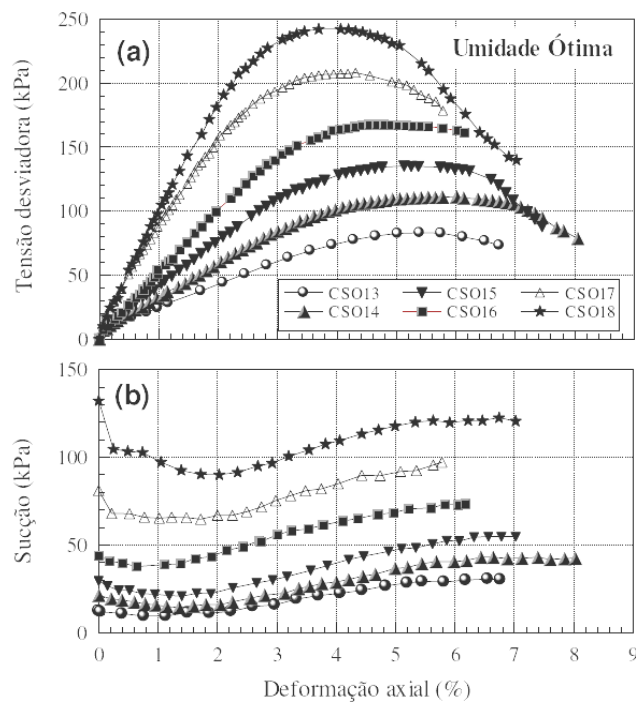 (a)
Umidade Ótima
Tensão desviadora (kPa)
250
200
150
100
50
0
CSO13 CSO15 CSO17
CSO14 CSO16 CSO18
(b)
Sucção (kPa)
150
100
50
0
0 1 2 3 4 5 6 7 8 9
Deformação axial (%)